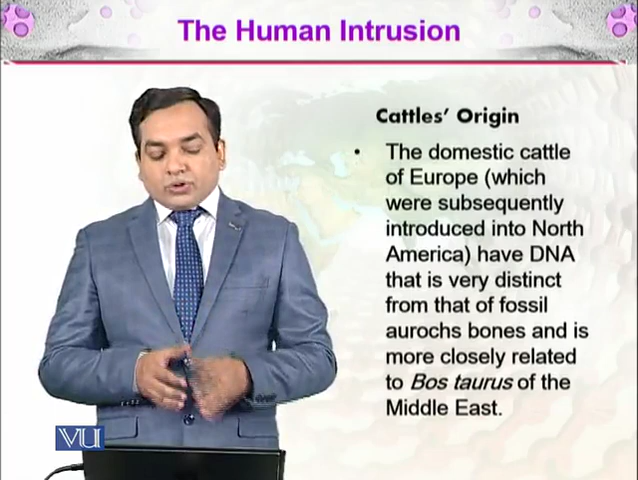 The Human Intrusion
Cattles' Origin
• The domestic cattle
of Europe (which
were subsequently
introduced into North
America) have DNA
that is very distinct
from that of fossil
aurochs bones and is
more closely related
to Bos taurus of the
Middle East.
VU